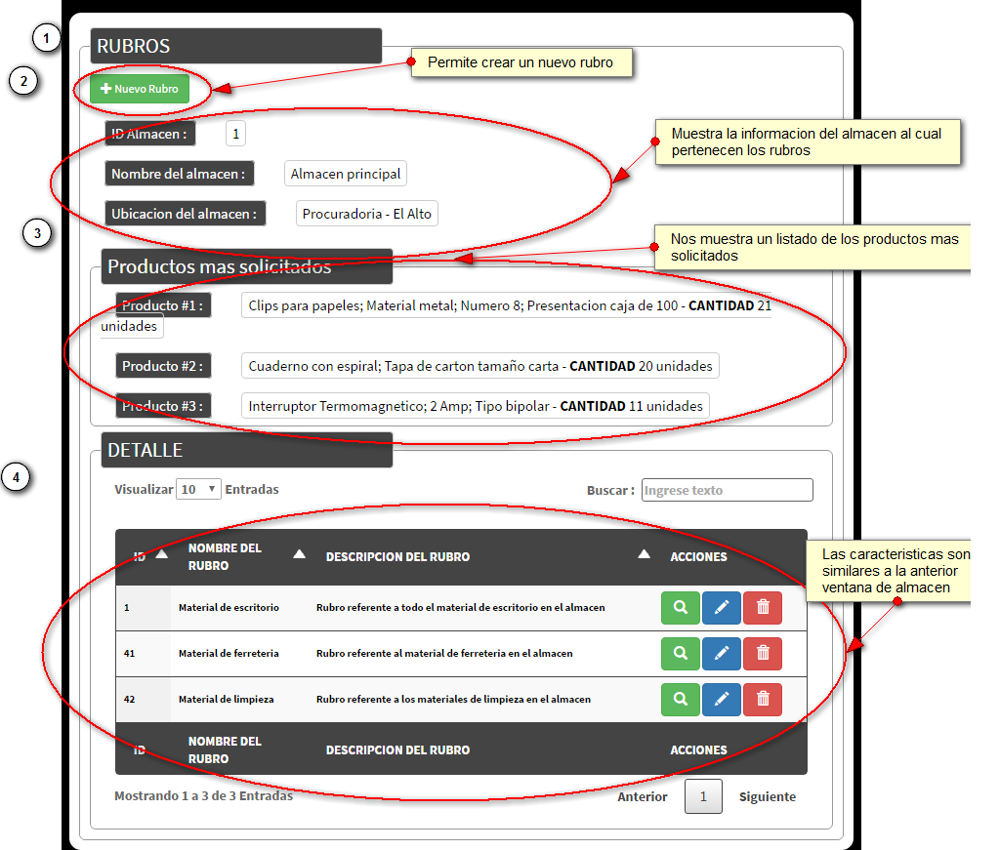 1
RUBROS
Permite crear un nuevo rubro
2
Nuevo Rubro
ID Almacen :
1
Muestra la informacion del almacen al cual
pertenecen los rubros
Nombre del almacen :
Almacen principal
Ubicacion del almacen :
Procuradoria - El Alto
3
Nos muestra un listado de los productos mas
solicitados
Productos mas solicitados
Producto #1 :
Clips para papeles; Material metal; Numero 8; Presentacion caja de 100 - CANTIDAD 21
unidades
Producto #2 :
Cuaderno con espiral; Tapa de carton tamaño carta - CANTIDAD 20 unidades
Producto #3 :
Interruptor Termomagnetico; 2 Amp; Tipo bipolar - CANTIDAD 11 unidades
DETALLE
4
Visualizar 10 Entradas
Buscar :
Ingrese texto
ID
NOMBRE DEL
RUBRO
DESCRIPCION DEL RUBRO
ACCIONES
Las caracteristicas son
similares a la anterior
ventana de almacen
1
Material de escritorio
Rubro referente a todo el material de escritorio en el almacen
41
Material de ferreteria
Rubro referente al material de ferreteria en el almacen
42
Material de limpieza
Rubro referente a los materiales de limpieza en el almacen
ID
NOMBRE DEL
RUBRO
DESCRIPCION DEL RUBRO
ACCIONES
Mostrando 1 a 3 de 3 Entradas
Anterior
1
Siguiente